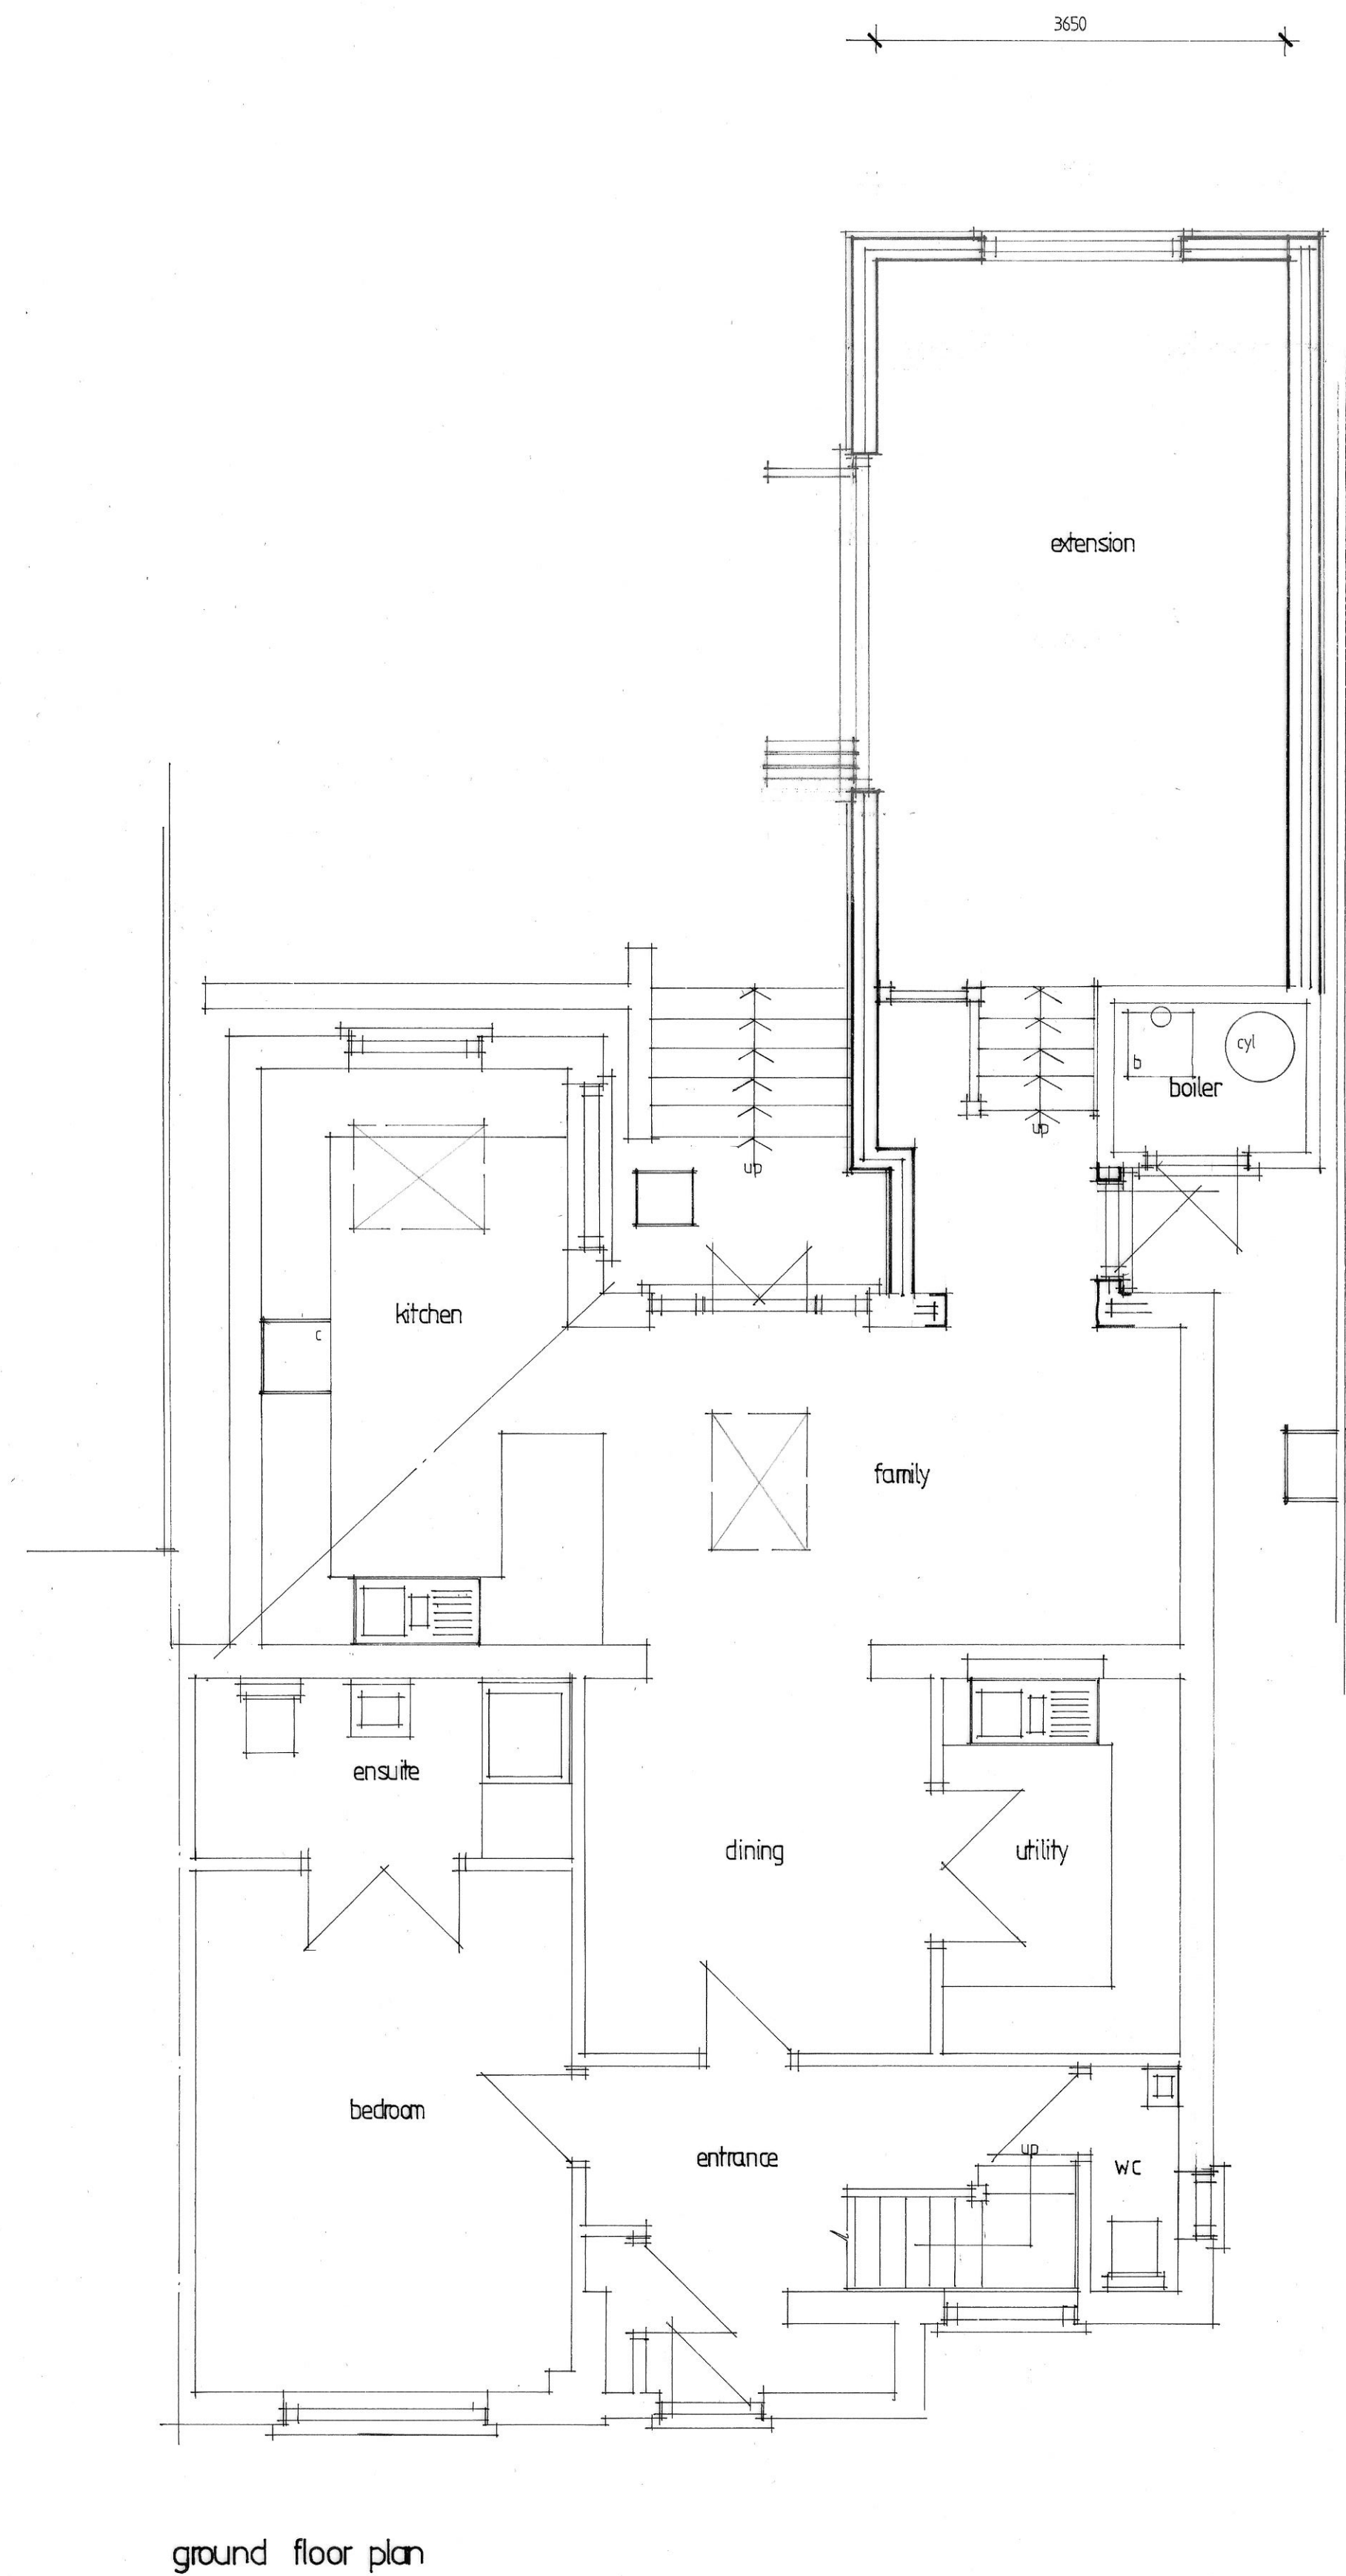 3650
extension
cyl
b
boiler
up
up
kitchen
c
family
ensuite
dining
utility
bedroom
entrance
up
wc
ground floor plan